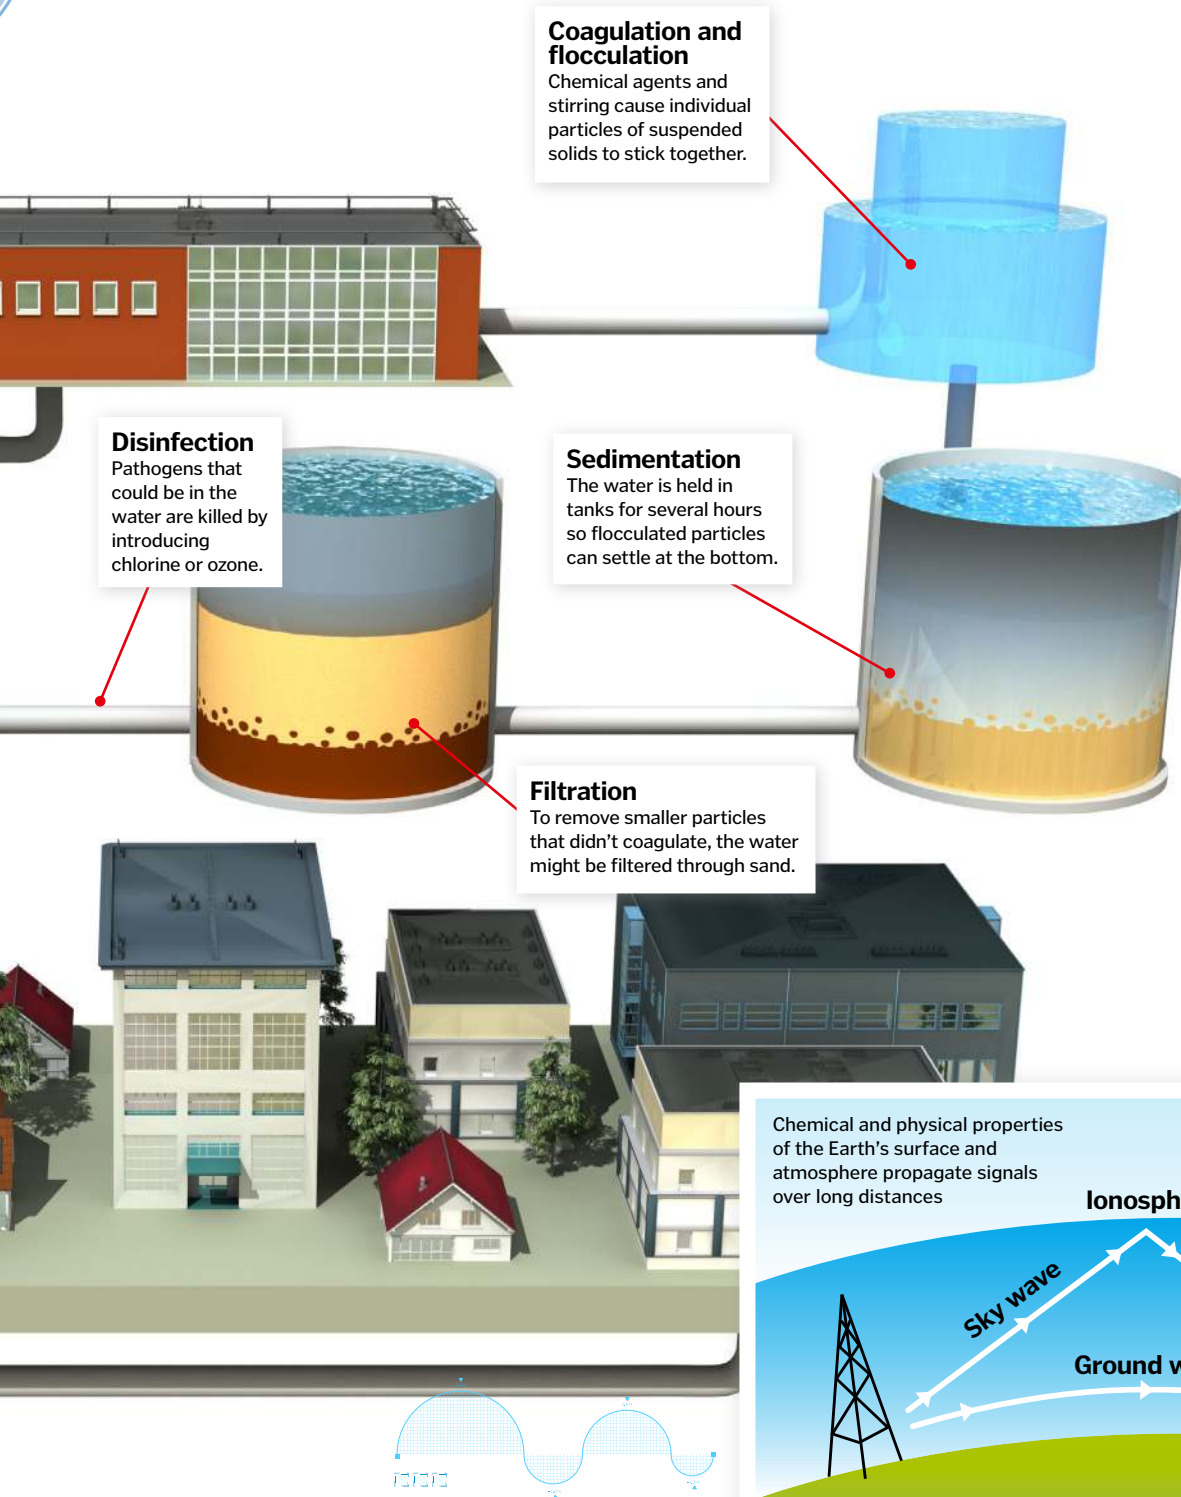 Coagulation and
flocculation
Chemical agents and
stirring cause individual
particles of suspended
solids to stick together.
Disinfection
Pathogens that
could be in the
water are killed by
introducing
chlorine or ozone.
Sedimentation
The water is held in
tanks for several hours
so flocculated particles
can settle at the bottom.
Filtration
To remove smaller particles
that didn’t coagulate, the water
might be filtered through sand.
Chemical and physical properties
of the Earth’s surface and
atmosphere propagate signals
over long distances
Ionosph
Sky wave
Ground w